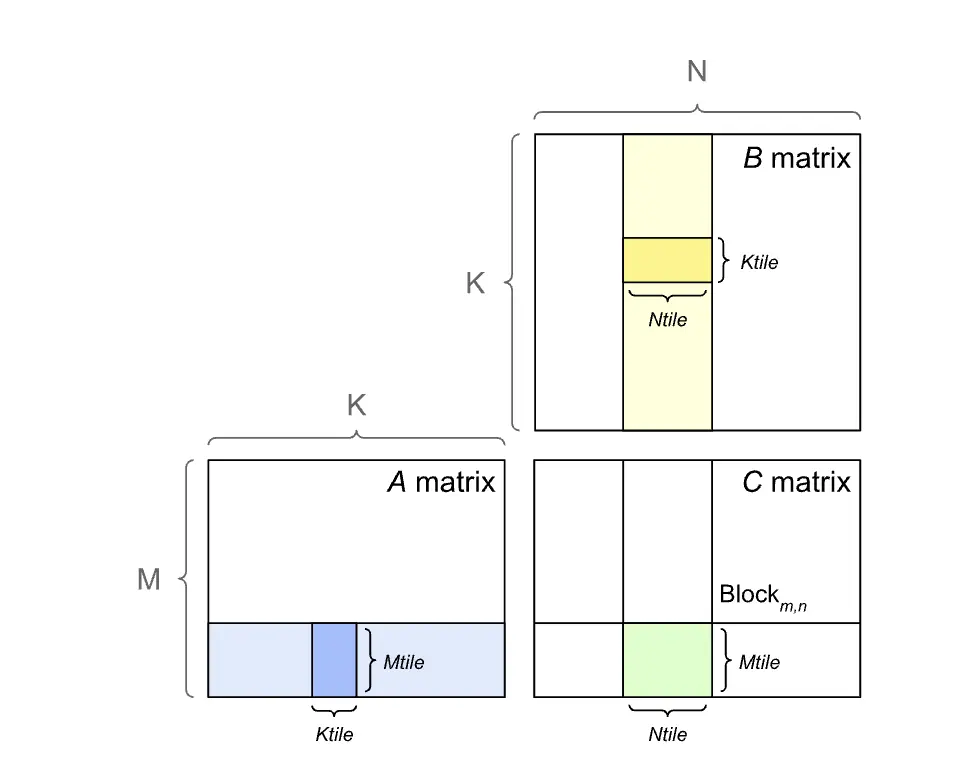 N
B matrix
K
Ktile
Ntile
K
A matrix
C matrix
M
Block m,n
Mtile
Mtile
Ktile
Ntile